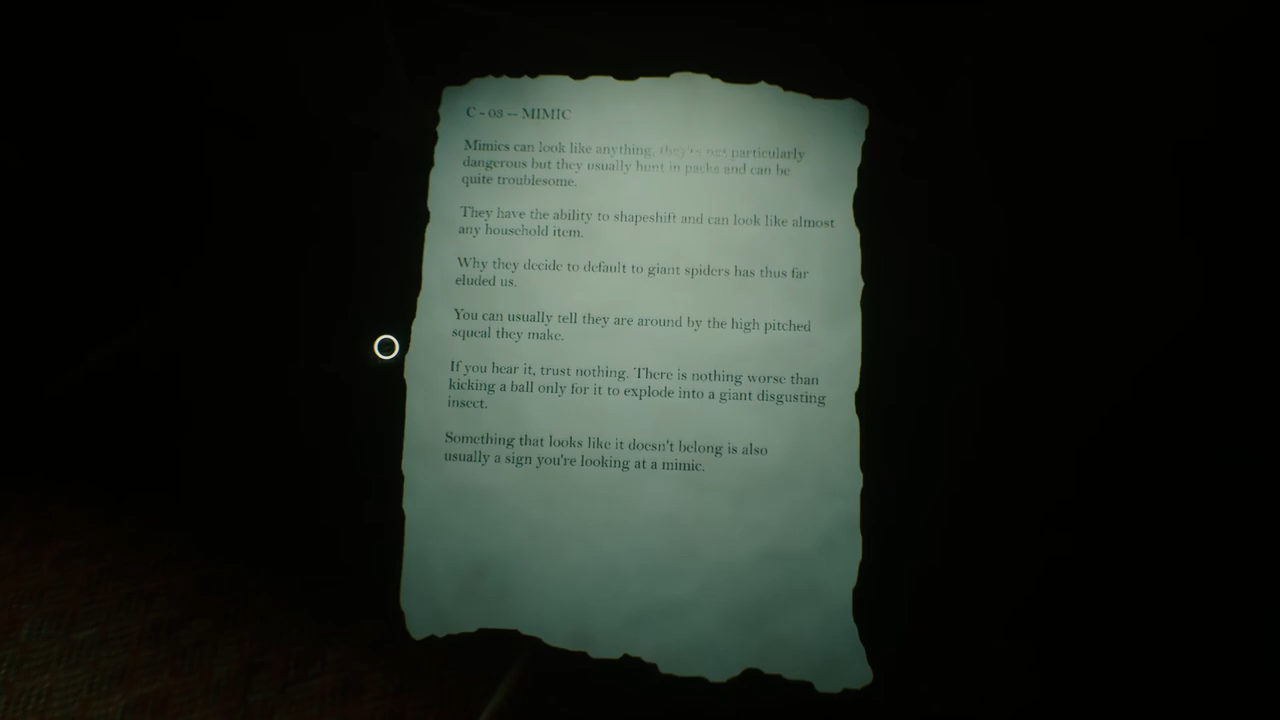 C - 03 -- MIMIC
Mimics can look like anything, they're not particularly
dangerous but they usually hunt in packs and can be
quite troublesome.
They have the ability to shapeshift and can look like almost
any household item.
Why they decide to default to giant spiders has thus far
eluded us.
You can usually tell they are around by the high pitched
squeal they make.
If you hear it, trust nothing. There is nothing worse than
kicking a ball only for it to explode into a giant disgusting
insect.
Something that looks like it doesn't belong is also
usually a sign you're looking at a mimic.